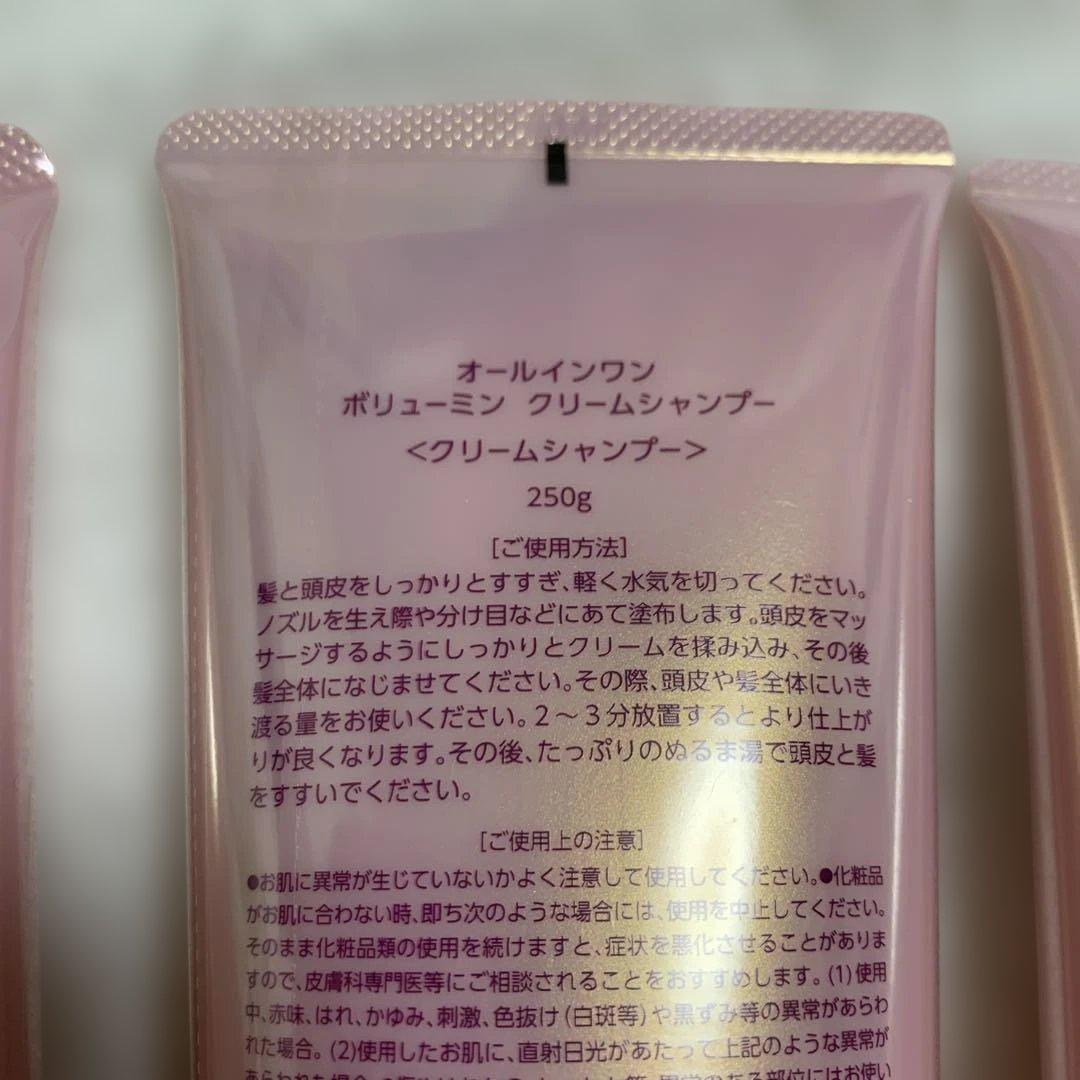 オールインワン
ボリューミン クリームシャンプー
<クリームシャンプー>
250g
[ご使用方法]
髪と頭皮をしっかりとすすぎ、軽く水気を切ってください。
ノズルを生え際や分け目などにあて塗布します。頭皮をマッ
サージするようにしっかりとクリームを揉み込み、その後
髪全体になじませてください。その際、頭皮や髪全体にいき
渡る量をお使いください。2〜3分放置するとより仕上が
りが良くなります。その後、たっぷりのぬるま湯で頭皮と髪
をすすいでください。
[ご使用上の注意]
●お肌に異常が生じていないかよく注意して使用してください。●化粧品
がお肌に合わない時、即ち次のような場合には、使用を中止してください。
そのまま化粧品類の使用を続けますと、症状を悪化させることがありま
すので、皮膚科専門医等にご相談されることをおすすめします。(1)使用
中、赤味、はれ、かゆみ、刺激、色抜け(白斑等)や黒ずみ等の異常があらわ
れた場合。(2)使用したお肌に、直射日光があたって上記のような異常が